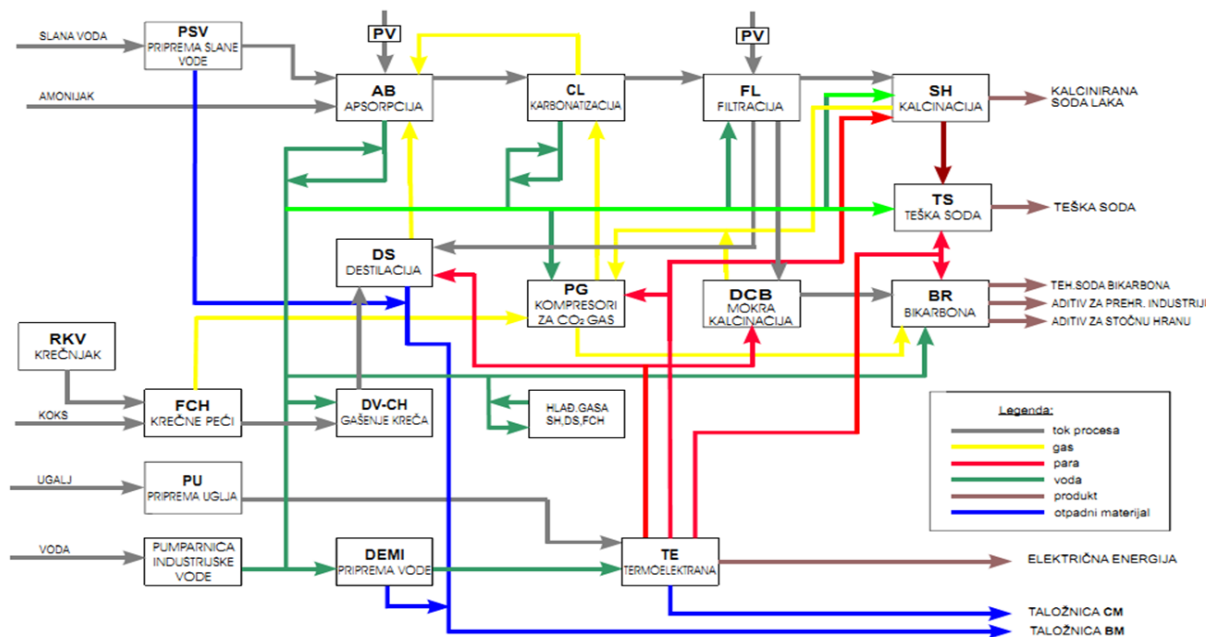 SLANA VODA
PSV
PRIPREMA SLANE
VODE
PV
PV
AMONIJAK
AB
APSORPCIJA
CL
KARBONATIZACIJA
FL
FILTRACIJA
SH
KALCINACIJA
KALCINIRANA
SODA LAKA
TS
TEŠKA SODA
TEŠKA SODA
DS
DESTILACIJA
PG
KOMPRESORI
ZA CO₂ GAS
DCB
MOKRA
KALCINACIJA
BR
BIKARBONA
TEH.SODA BIKARBONA
ADITIV ZA PREHR. INDUSTRIJU
ADITIV ZA STOČNU HRANU
RKV
KREČNJAK
KOKS
FCH
KREČNE PEĆI
DV-CH
GAŠENJE KREČA
HLAĐ.GASA
SH,DS,FCH
Legenda:
tok procesa
gas
para
voda
produkt
otpadni materijal
UGALJ
PU
PRIPREMA UGLJA
VODA
PUMPARNICA
INDUSTRIJSKE
VODE
DEMI
PRIPREMA VODE
TE
TERMOELEKTRANA
ELEKTRIČNA ENERGIJA
TALOŽNICA CM
TALOŽNICA BM